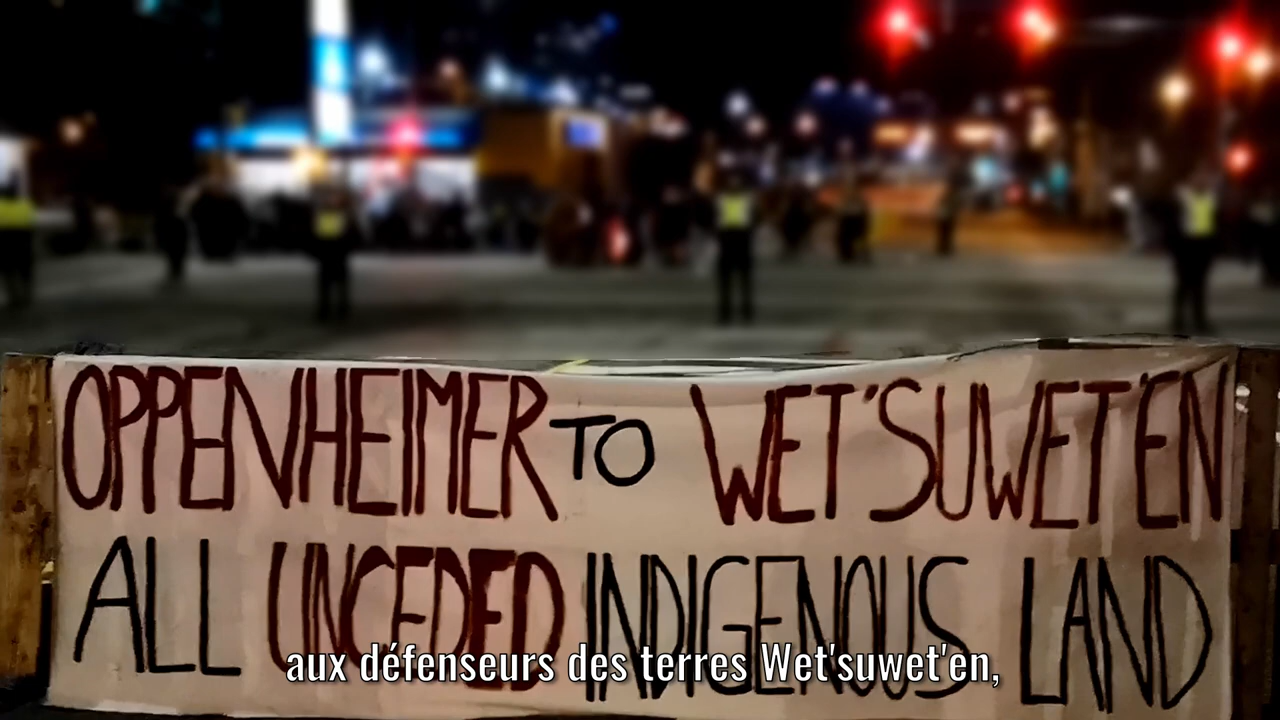 OPPENHEIMER TO WET'SUWET'EN
ALL UNCEDED INDIGENOUS LAND
aux défenseurs des terres Wet'suwet'en,